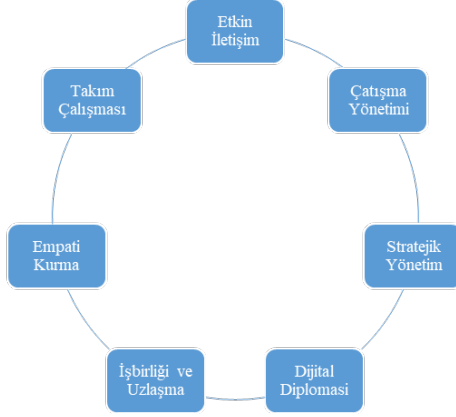 Etkin
İletişim
Çatışma
Yönetimi
Stratejik
Yönetim
Dijital
Diplomasi
İşbirliği ve
Uzlaşma
Empati
Kurma
Takım
Çalışması